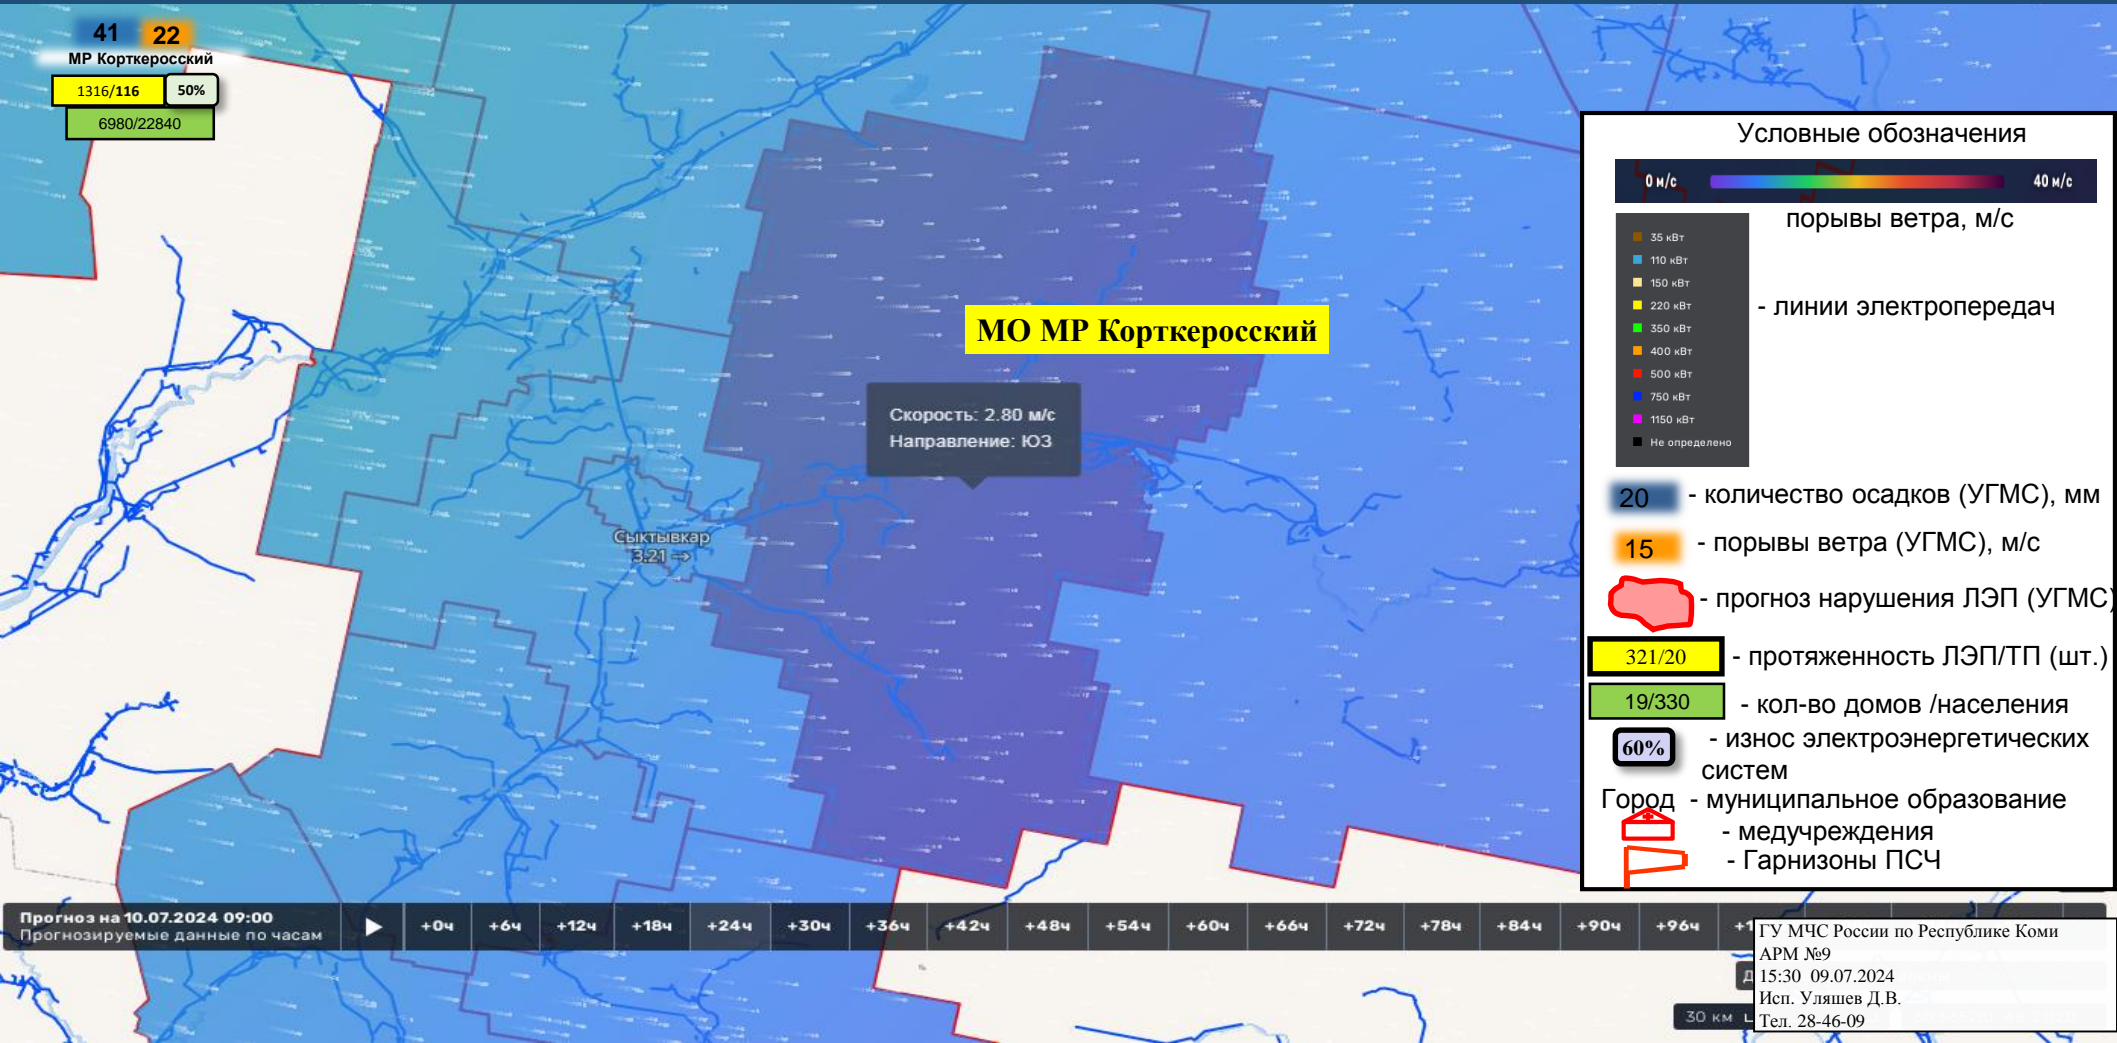 41 22
МР Корткеросский
1316/116 50%
6980/22840
МО МР Корткеросский
Скорость: 2.80 м/с
Направление: ЮЗ
Сыктывкар
3.21 →
Условные обозначения
0 м/с 40 м/с
порывы ветра, м/с
35 кВт
110 кВт
150 кВт
220 кВт
350 кВт
400 кВт
500 кВт
750 кВт
1150 кВт
Не определено
- линии электропередач
20 - количество осадков (УГМС), мм
15 - порывы ветра (УГМС), м/с
- прогноз нарушения ЛЭП (УГМС)
321/20 - протяженность ЛЭП/ТП (шт.)
19/330 - кол-во домов /населения
60% - износ электроэнергетических
систем
Город - муниципальное образование
- медучреждения
- Гарнизоны ПСЧ
Прогноз на 10.07.2024 09:00
Прогнозируемые данные по часам
+0ч +6ч +12ч +18ч +24ч +30ч +36ч +42ч +48ч +54ч +60ч +66ч +72ч +78ч +84ч +90ч +96ч
ГУ МЧС России по Республике Коми
АРМ №9
15:30 09.07.2024
Исп. Уляшев Д.В.
Тел. 28-46-09
30 км